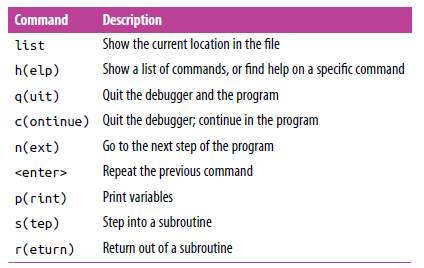 Command Description
list Show the current location in the file
h(elp) Show a list of commands, or find help on a specific command
q(uit) Quit the debugger and the program
c(ontinue) Quit the debugger; continue in the program
n(ext) Go to the next step of the program
<enter> Repeat the previous command
p(rint) Print variables
s(tep) Step into a subroutine
r(eturn) Return out of a subroutine